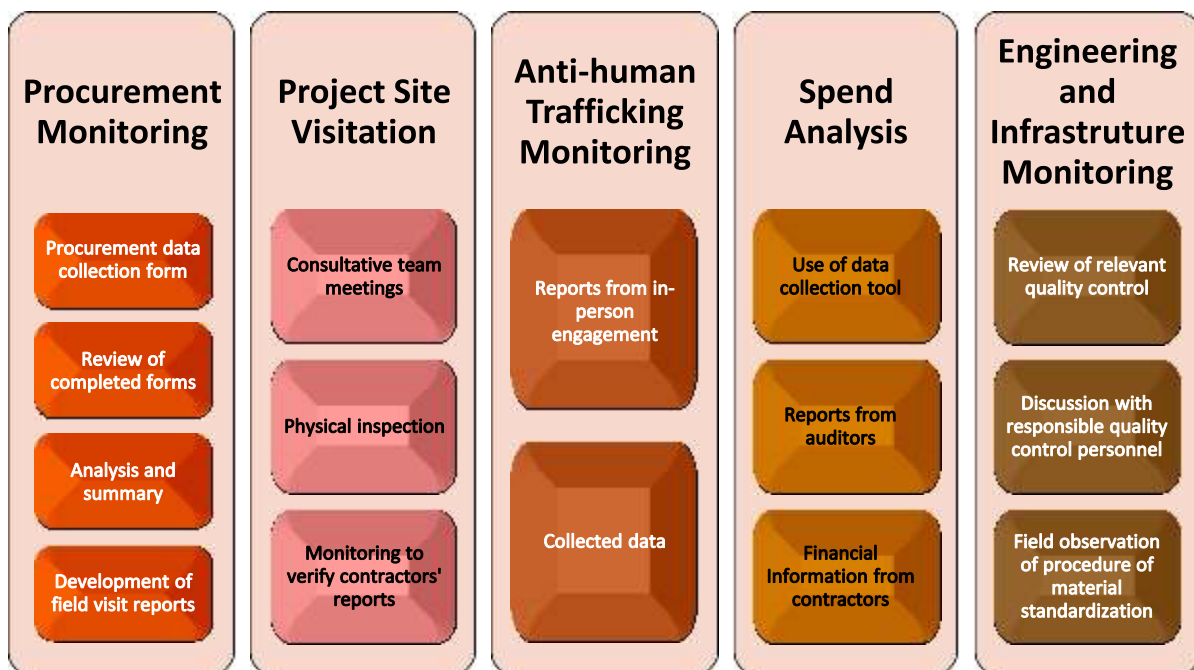 Procurement
Monitoring
Procurement data
collection form
Review of
completed forms
Analysis and
summary
Development of
field visit reports
Project Site
Visitation
Consultative team
meetings
Physical inspection
Monitoring to
verify contractors'
reports
Anti-human
Trafficking
Monitoring
Reports from in-
person
engagement
Collected data
Spend
Analysis
Use of data
collection tool
Reports from
auditors
Financial
Information from
contractors
Engineering
and
Infrastruture
Monitoring
Review of relevant
quality control
Discussion with
responsible quality
control personnel
Field observation
of procedure of
material
standardization